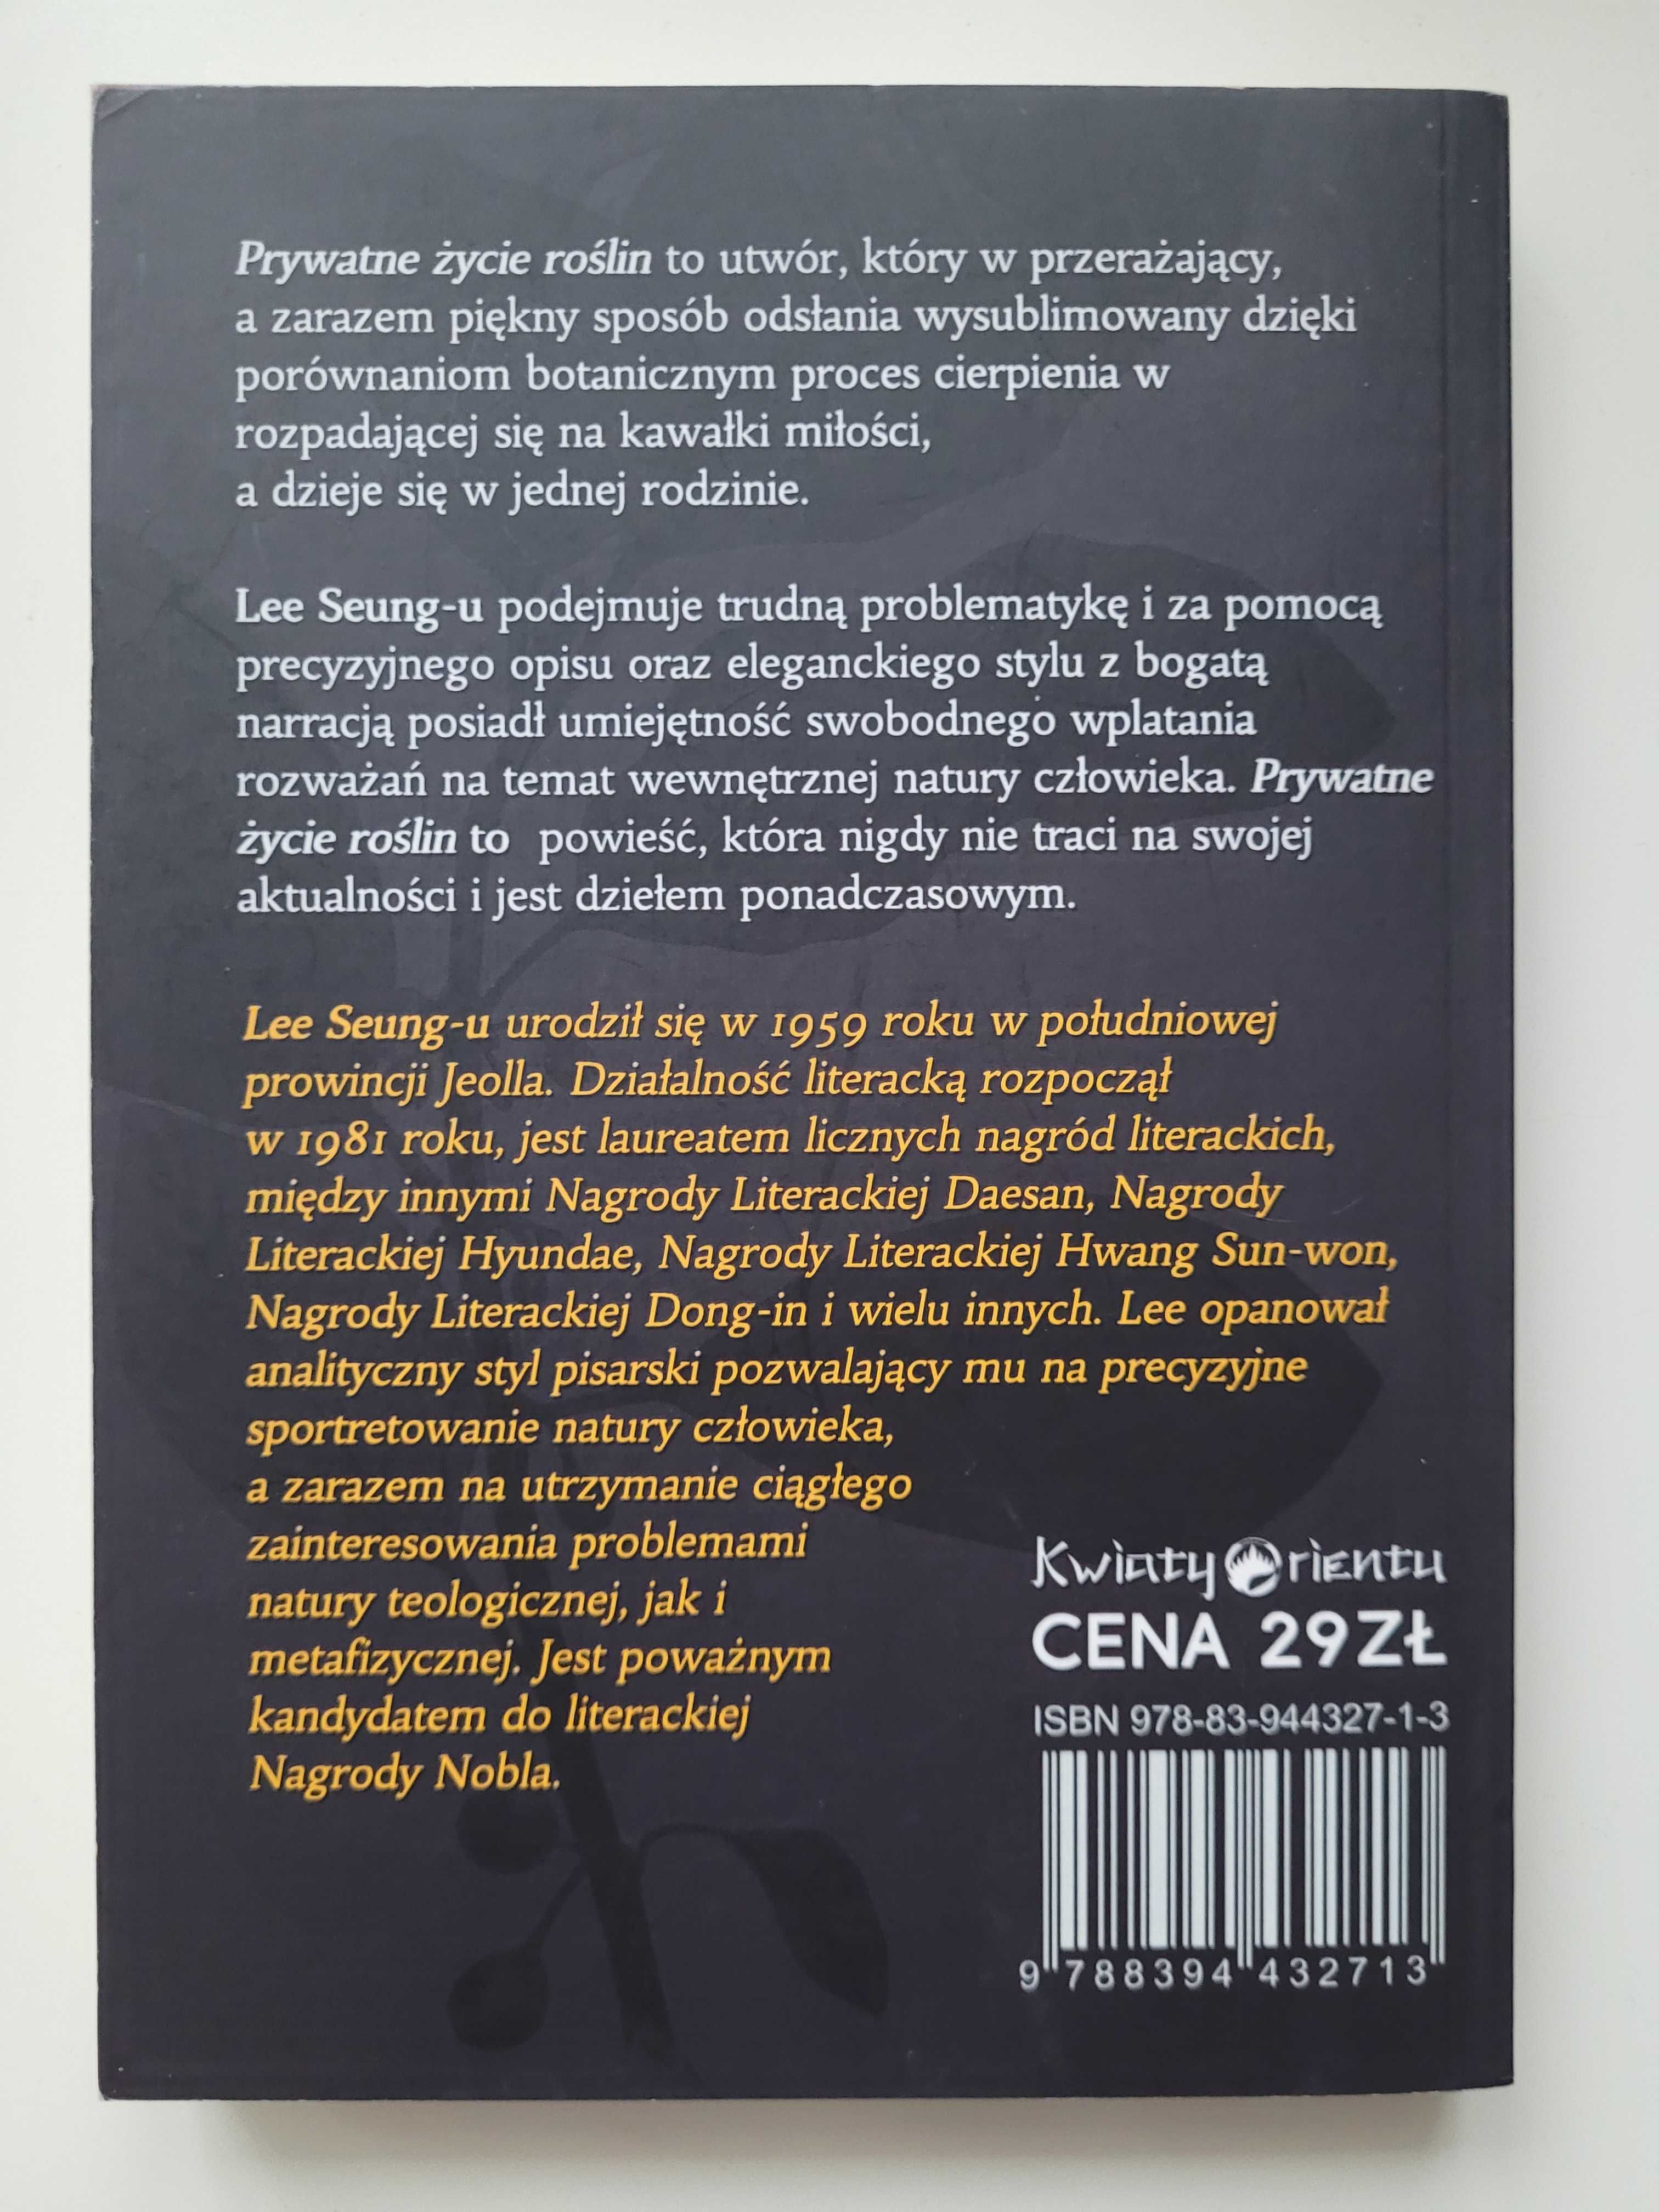 Prywatne życie roślin to utwór, który w przerażający,
a zarazem piękny sposób odsłania wysublimowany dzięki
porównaniom botanicznym proces cierpienia w
rozpadającej się na kawałki miłości,
a dzieje się w jednej rodzinie.
Lee Seung-u podejmuje trudną problematykę i za pomocą
precyzyjnego opisu oraz eleganckiego stylu z bogatą
narracją posiadł umiejętność swobodnego wplatania
rozważań na temat wewnętrznej natury człowieka. Prywatne
życie roślin to powieść, która nigdy nie traci na swojej
aktualności i jest dziełem ponadczasowym.
Lee Seung-u urodził się w 1959 roku w południowej
prowincji Jeolla. Działalność literacką rozpoczął
w 1981 roku, jest laureatem licznych nagród literackich,
między innymi Nagrody Literackiej Daesan, Nagrody
Literackiej Hyundae, Nagrody Literackiej Hwang Sun-won,
Nagrody Literackiej Dong-in i wielu innych. Lee opanował
analityczny styl pisarski pozwalający mu na precyzyjne
sportretowanie natury człowieka,
a zarazem na utrzymanie ciągłego
zainteresowania problemami
natury teologicznej, jak i
metafizycznej. Jest poważnym
kandydatem do literackiej
Nagrody Nobla.
Kwiaty Orientu
CENA 29ZŁ
ISBN 978-83-944327-1-3
9 788394 432713